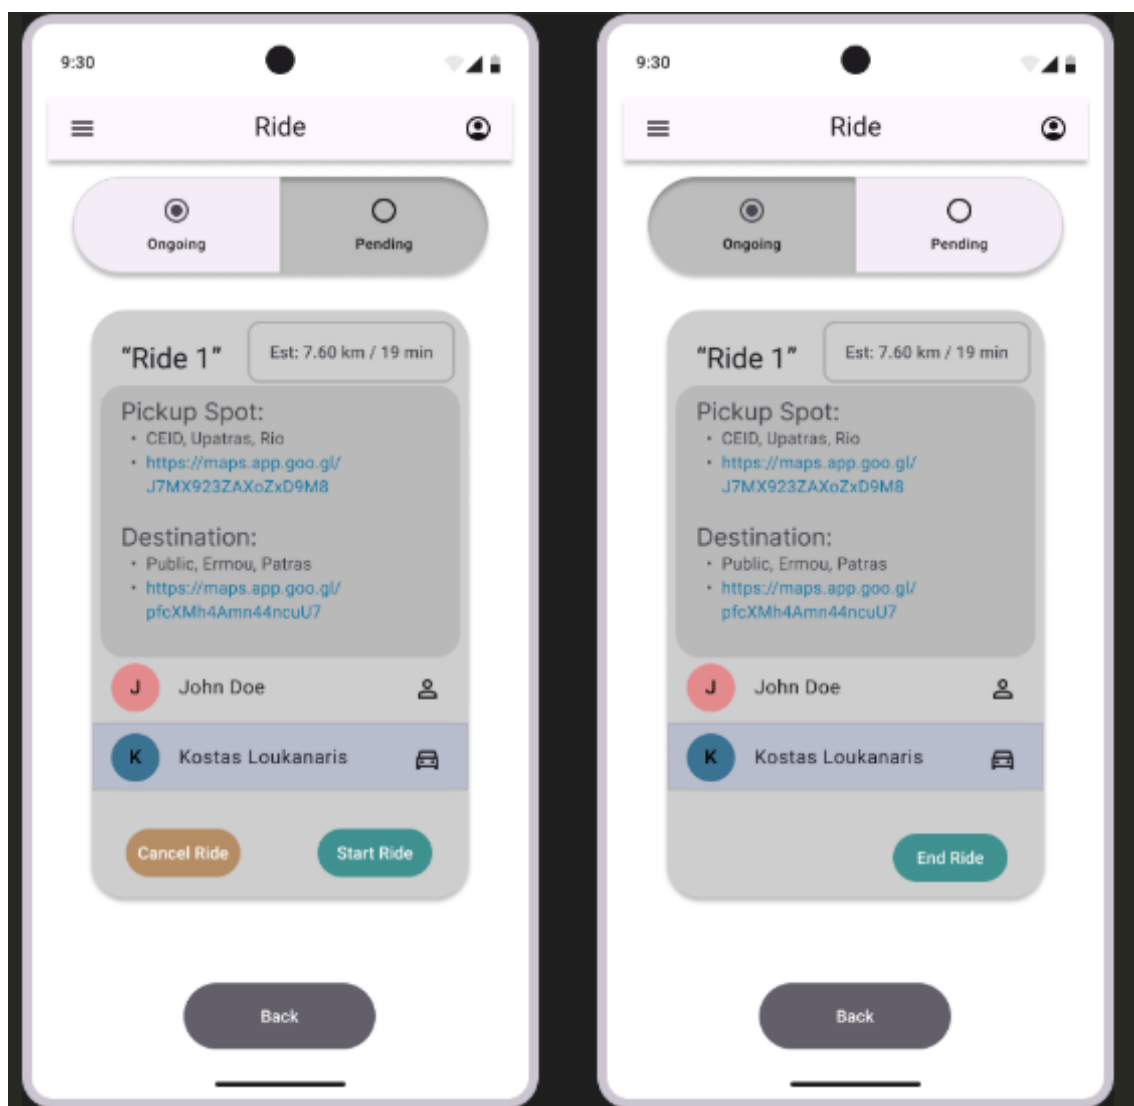 9:30
Ride
Ongoing
Pending
“Ride 1”
Est: 7.60 km / 19 min
Pickup Spot:
• CEID, Upatras, Rio
• https://maps.app.goo.gl/
J7MX923ZAXoZxD9M8
Destination:
• Public, Ermou, Patras
• https://maps.app.goo.gl/
pfcXMh4Amn44ncuU7
J John Doe
K Kostas Loukanaris
Cancel Ride
Start Ride
Back
9:30
Ride
Ongoing
Pending
“Ride 1”
Est: 7.60 km / 19 min
Pickup Spot:
• CEID, Upatras, Rio
• https://maps.app.goo.gl/
J7MX923ZAXoZxD9M8
Destination:
• Public, Ermou, Patras
• https://maps.app.goo.gl/
pfcXMh4Amn44ncuU7
J John Doe
K Kostas Loukanaris
End Ride
Back